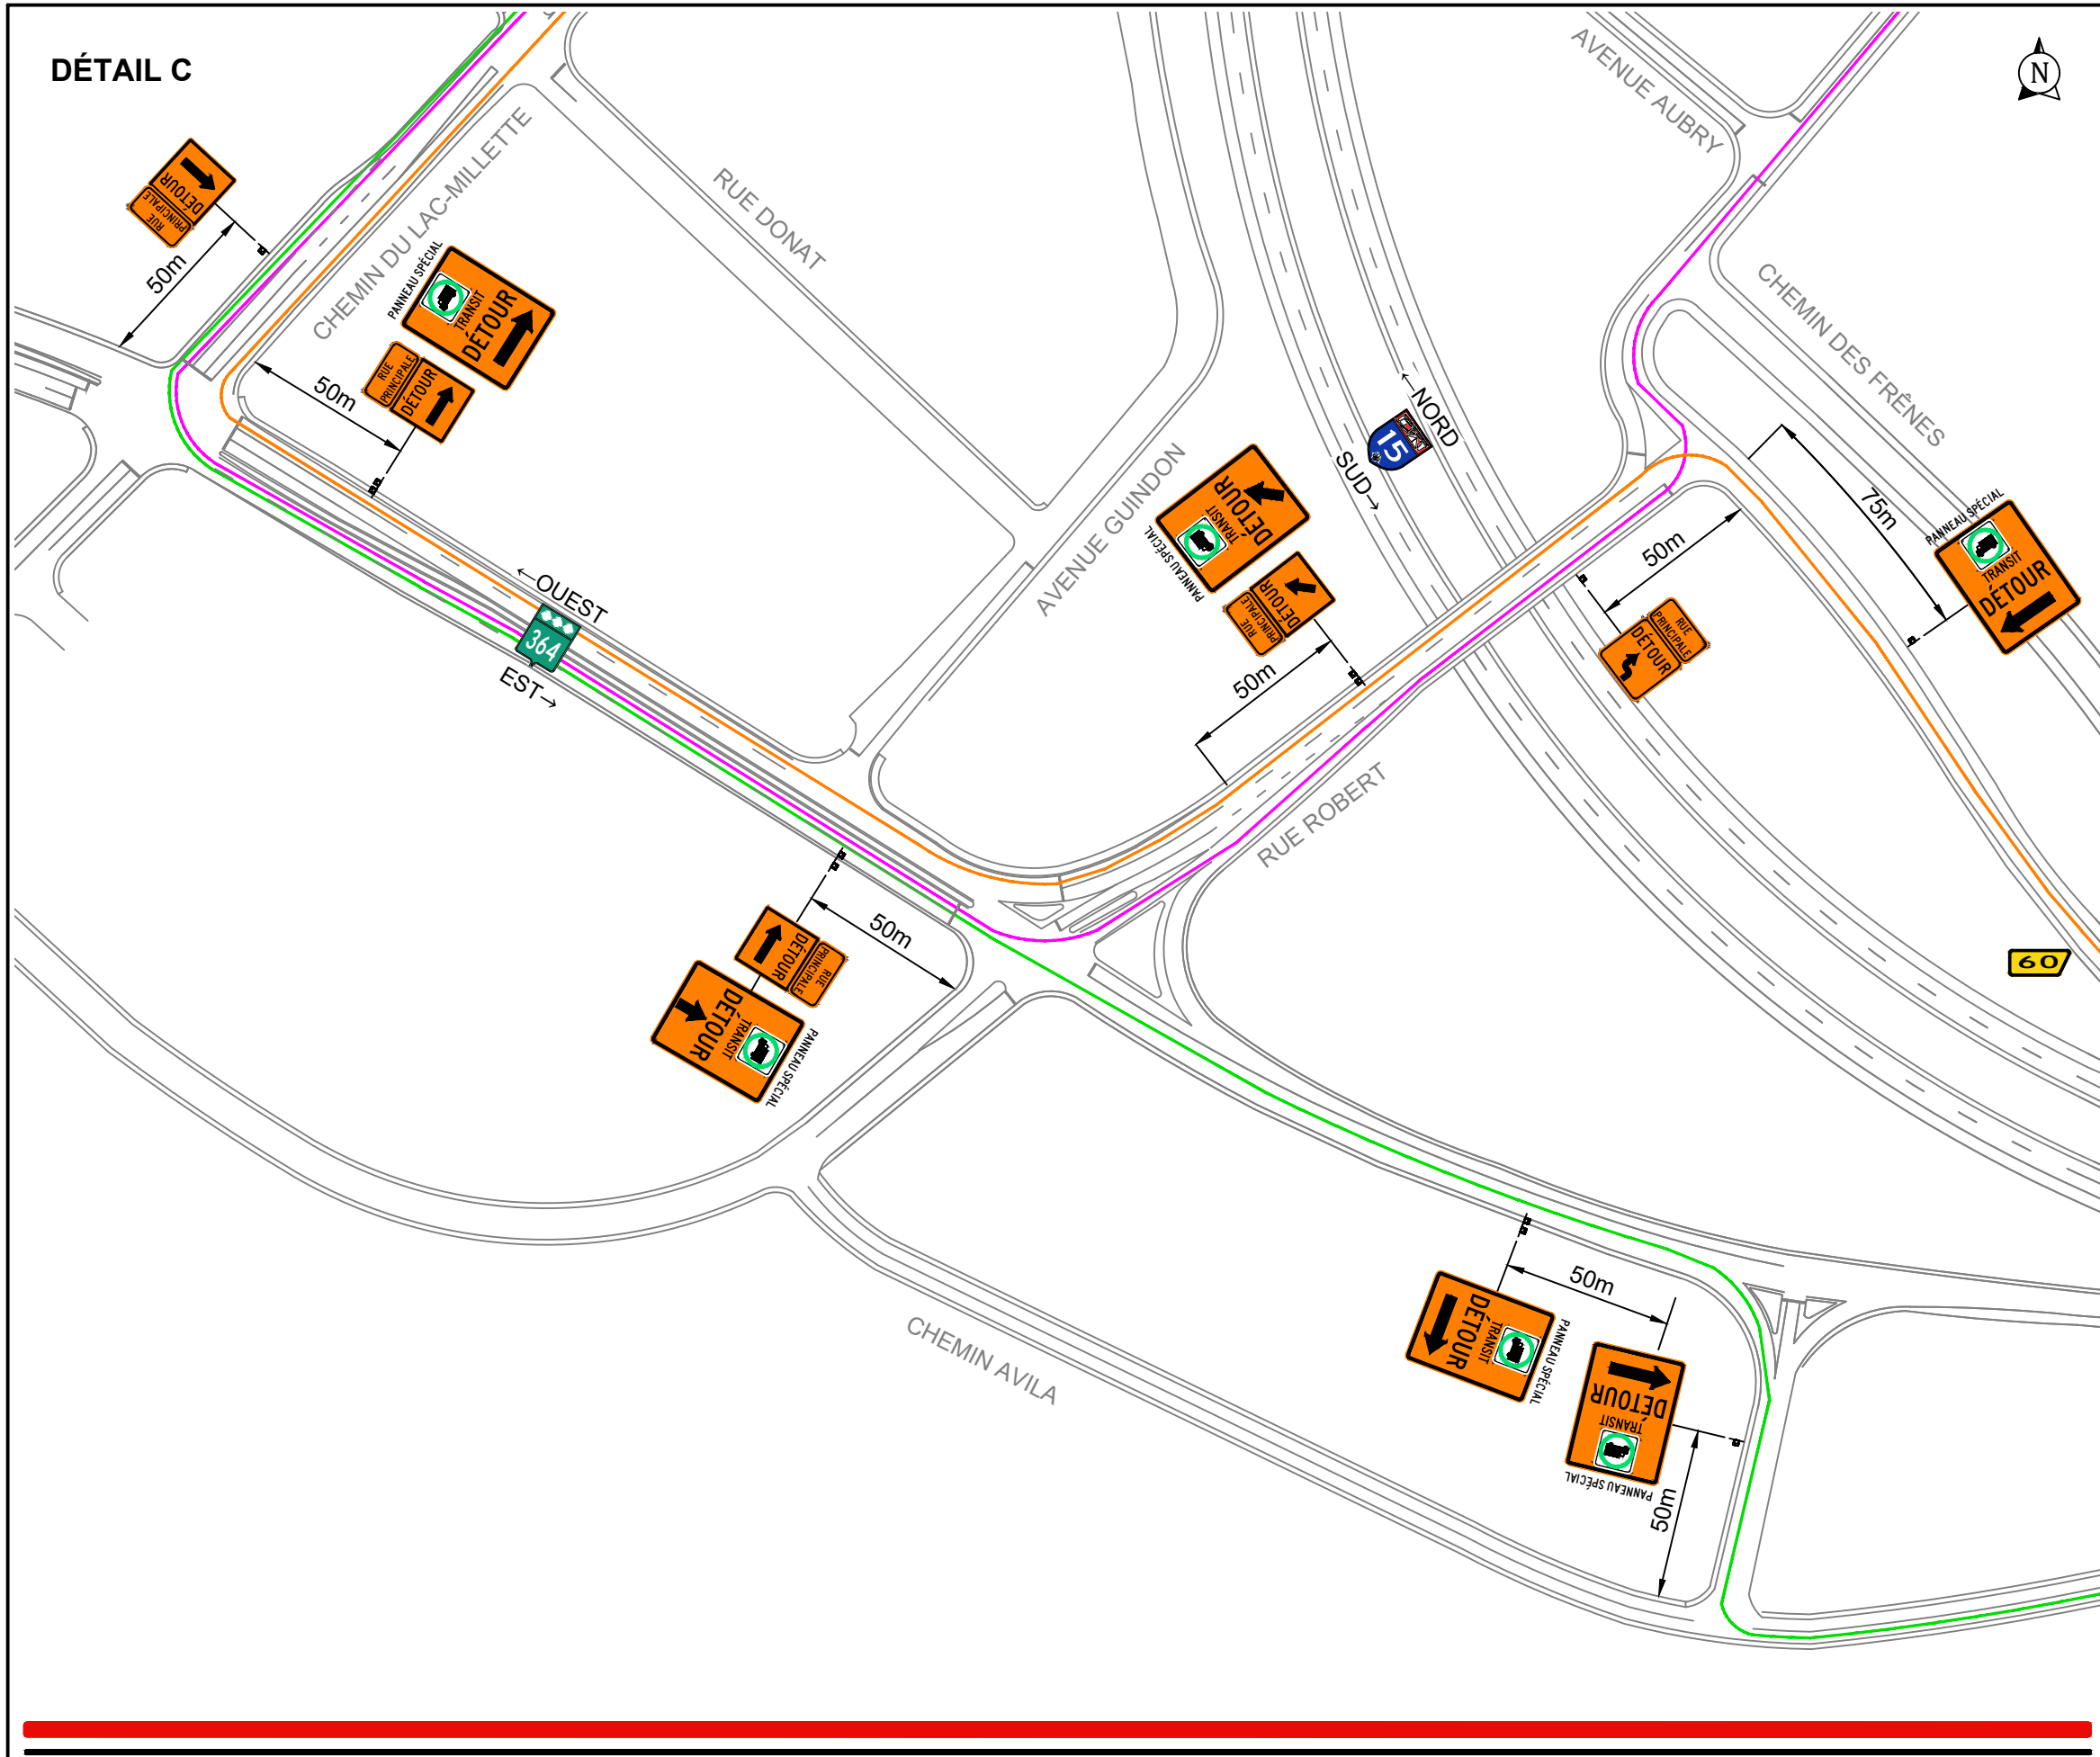 DÉTAIL C
N
AVENUE AUBRY
RUE
PRINCIPALE
DÉTOUR
50m
CHEMIN DU LAC-MILLETTE
RUE DONAT
PANNEAU SPÉCIAL
TRANSIT
DÉTOUR
RUE
PRINCIPALE
DÉTOUR
50m
CHEMIN DES FRÊNES
←NORD
15
SUD→
AVENUE GUINDON
PANNEAU SPÉCIAL
TRANSIT
DÉTOUR
RUE
PRINCIPALE
DÉTOUR
50m
75m
PANNEAU SPÉCIAL
TRANSIT
DÉTOUR
50m
RUE
PRINCIPALE
DÉTOUR
←OUEST
364
EST→
RUE ROBERT
50m
RUE
PRINCIPALE
DÉTOUR
PANNEAU SPÉCIAL
TRANSIT
DÉTOUR
60
50m
PANNEAU SPÉCIAL
TRANSIT
DÉTOUR
CHEMIN AVILA
DÉTOUR
TRANSIT
PANNEAU SPÉCIAL
50m